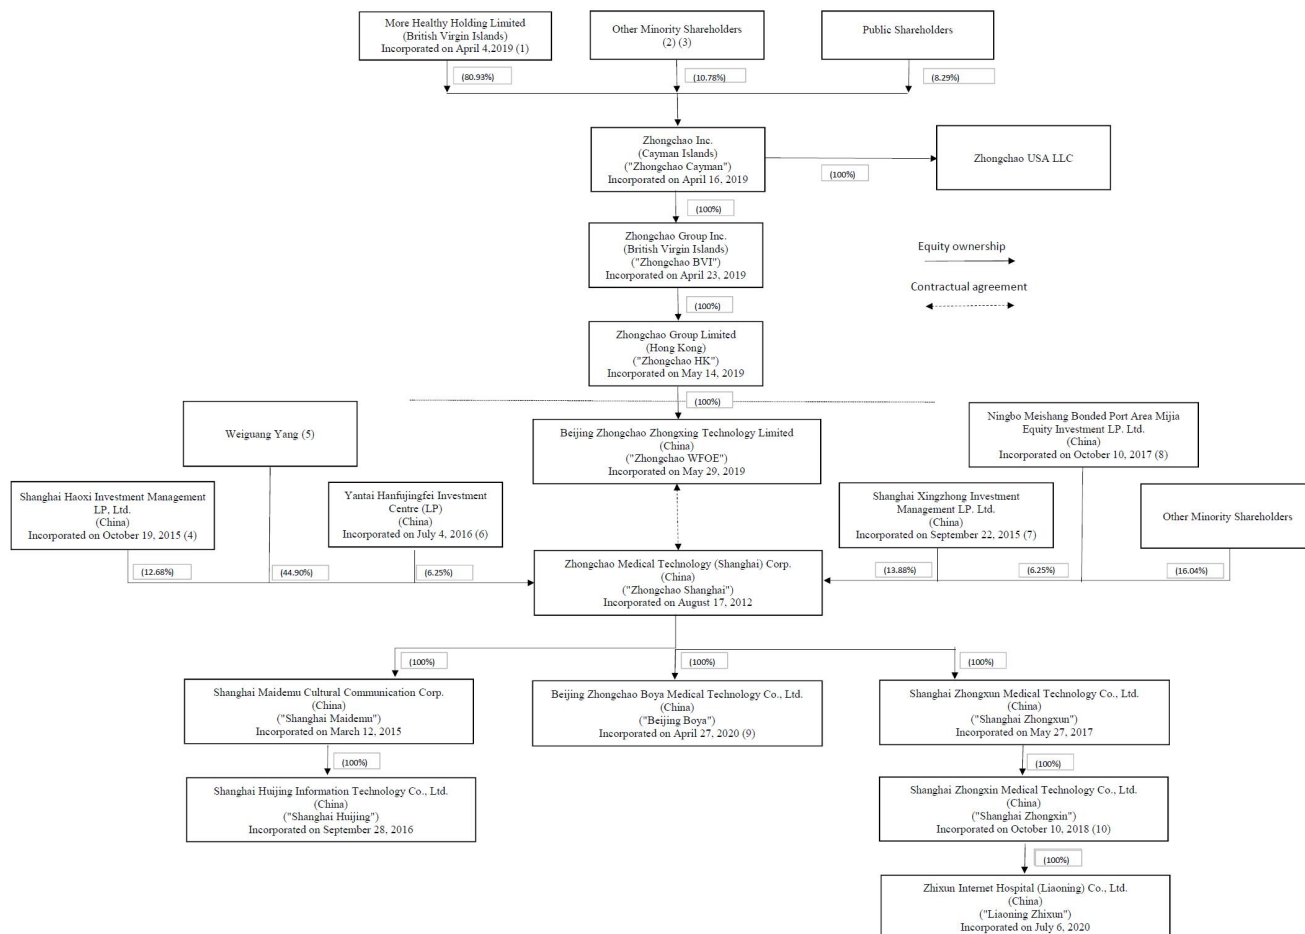 More Healthy Holding Limited
(British Virgin Islands)
Incorporated on April 4,2019 (1)
Other Minority Shareholders
(2) (3)
Public Shareholders
(80.93%)
(10.78%)
(8.29%)
Zhongchao Inc.
(Cayman Islands)
("Zhongchao Cayman")
Incorporated on April 16, 2019
(100%)
Zhongchao USA LLC
(100%)
Zhongchao Group Inc.
(British Virgin Islands)
("Zhongchao BVI")
Incorporated on April 23, 2019
Equity ownership
Contractual agreement
(100%)
Zhongchao Group Limited
(Hong Kong)
("Zhongchao HK")
Incorporated on May 14, 2019
(100%)
Weiguang Yang (5)
Beijing Zhongchao Zhongxing Technology Limited
(China)
("Zhongchao WFOE")
Incorporated on May 29, 2019
Ningbo Meishang Bonded Port Area Mijia
Equity Investment LP. Ltd.
(China)
Incorporated on October 10, 2017 (8)
Shanghai Haoxi Investment Management
LP, Ltd.
(China)
Incorporated on October 19, 2015 (4)
Yantai Hanfujingfei Investment
Centre (LP)
(China)
Incorporated on July 4, 2016 (6)
Shanghai Xingzhong Investment
Management LP. Ltd.
(China)
Incorporated on September 22, 2015 (7)
Other Minority Shareholders
(12.68%)
(44.90%)
(6.25%)
Zhongchao Medical Technology (Shanghai) Corp.
(China)
("Zhongchao Shanghai")
Incorporated on August 17, 2012
(13.88%)
(6.25%)
(16.04%)
(100%)
(100%)
(100%)
Shanghai Maidemu Cultural Communication Corp.
(China)
("Shanghai Maidemu")
Incorporated on March 12, 2015
Beijing Zhongchao Boya Medical Technology Co., Ltd.
(China)
("Beijing Boya")
Incorporated on April 27, 2020 (9)
Shanghai Zhongxun Medical Technology Co., Ltd.
(China)
("Shanghai Zhongxun")
Incorporated on May 27, 2017
(100%)
(100%)
Shanghai Huijing Information Technology Co., Ltd.
(China)
("Shanghai Huijing")
Incorporated on September 28, 2016
Shanghai Zhongxin Medical Technology Co., Ltd.
(China)
("Shanghai Zhongxin")
Incorporated on October 10, 2018 (10)
(100%)
Zhixun Internet Hospital (Liaoning) Co., Ltd.
(China)
("Liaoning Zhixun")
Incorporated on July 6, 2020